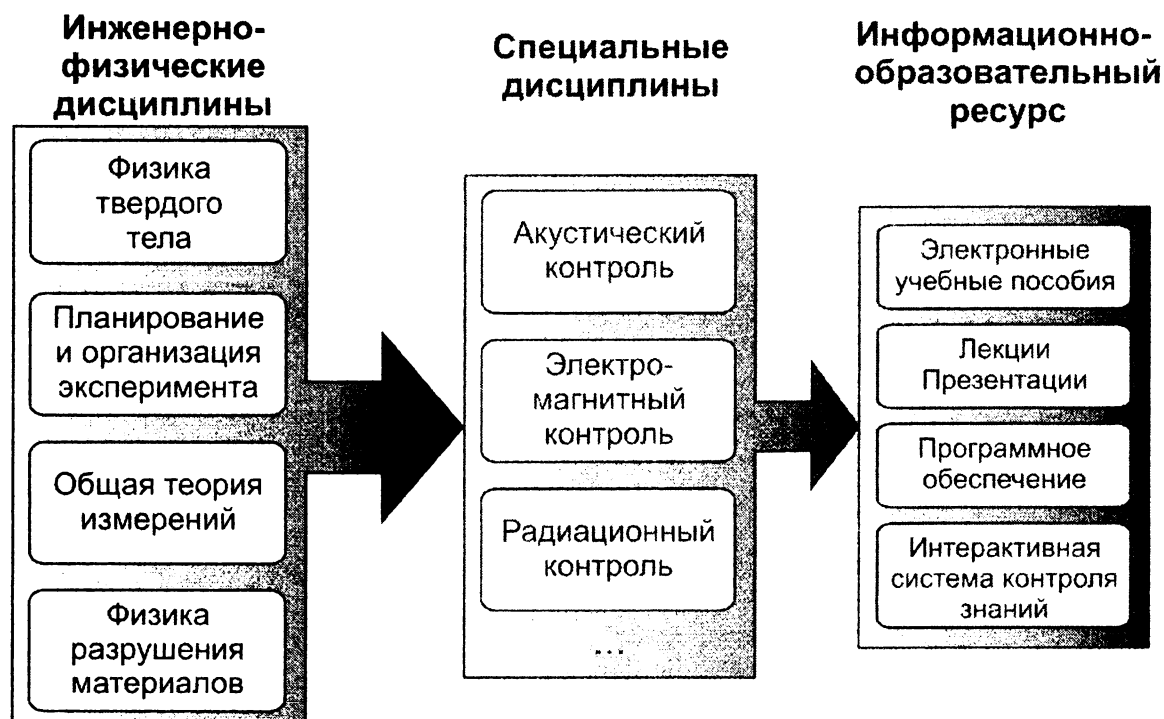 Инженерно-
физические
дисциплины
Физика
твердого
тела
Планирование
и организация
эксперимента
Общая теория
измерений
Физика
разрушения
материалов
Специальные
дисциплины
Акустический
контроль
Электро-
магнитный
контроль
Радиационный
контроль
...
Информационно-
образовательный
ресурс
Электронные
учебные пособия
Лекции
Презентации
Программное
обеспечение
Интерактивная
система контроля
знаний